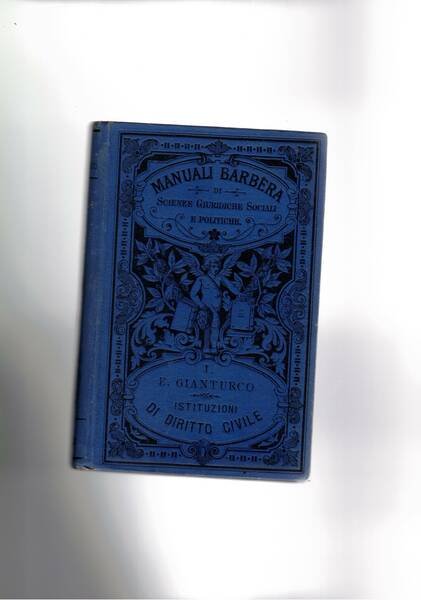 MANUALI BARBERA
DI
SCIENZE GIURIDICHE SOCIALI
E POLITICHE.
I.
E. GIANTURCO
ISTITUZIONI
DI DIRITTO CIVILE